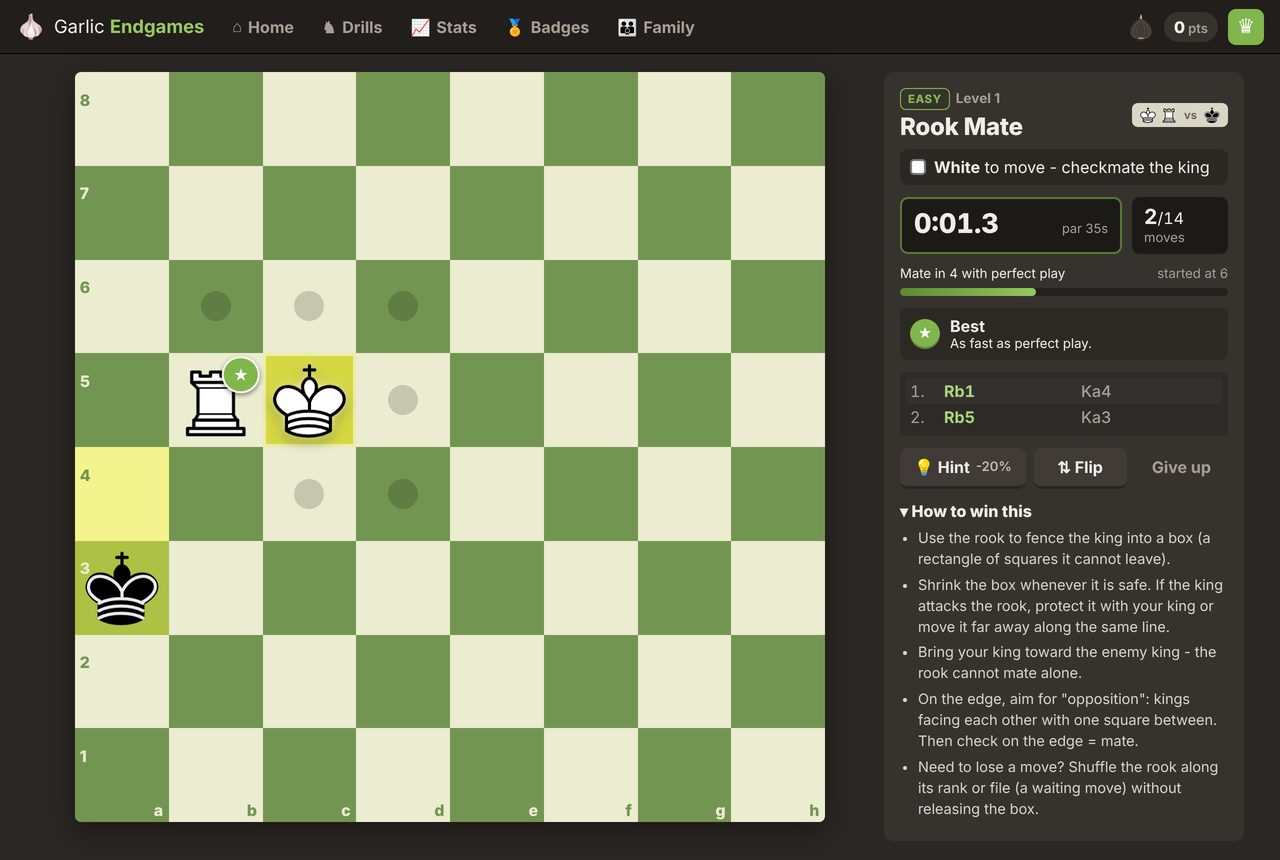 Garlic Endgames
Home
Drills
Stats
Badges
Family
0 pts
8
7
6
5
4
3
2
1
a b c d e f g h
EASY Level 1
Rook Mate
vs
White to move - checkmate the king
0:01.3
par 35s
2/14
moves
Mate in 4 with perfect play
started at 6
Best
As fast as perfect play.
1. Rb1 Ka4
2. Rb5 Ka3
Hint -20%
Flip
Give up
▾ How to win this
• Use the rook to fence the king into a box (a
rectangle of squares it cannot leave).
• Shrink the box whenever it is safe. If the king
attacks the rook, protect it with your king or
move it far away along the same line.
• Bring your king toward the enemy king - the
rook cannot mate alone.
• On the edge, aim for "opposition": kings
facing each other with one square between.
Then check on the edge = mate.
• Need to lose a move? Shuffle the rook along
its rank or file (a waiting move) without
releasing the box.